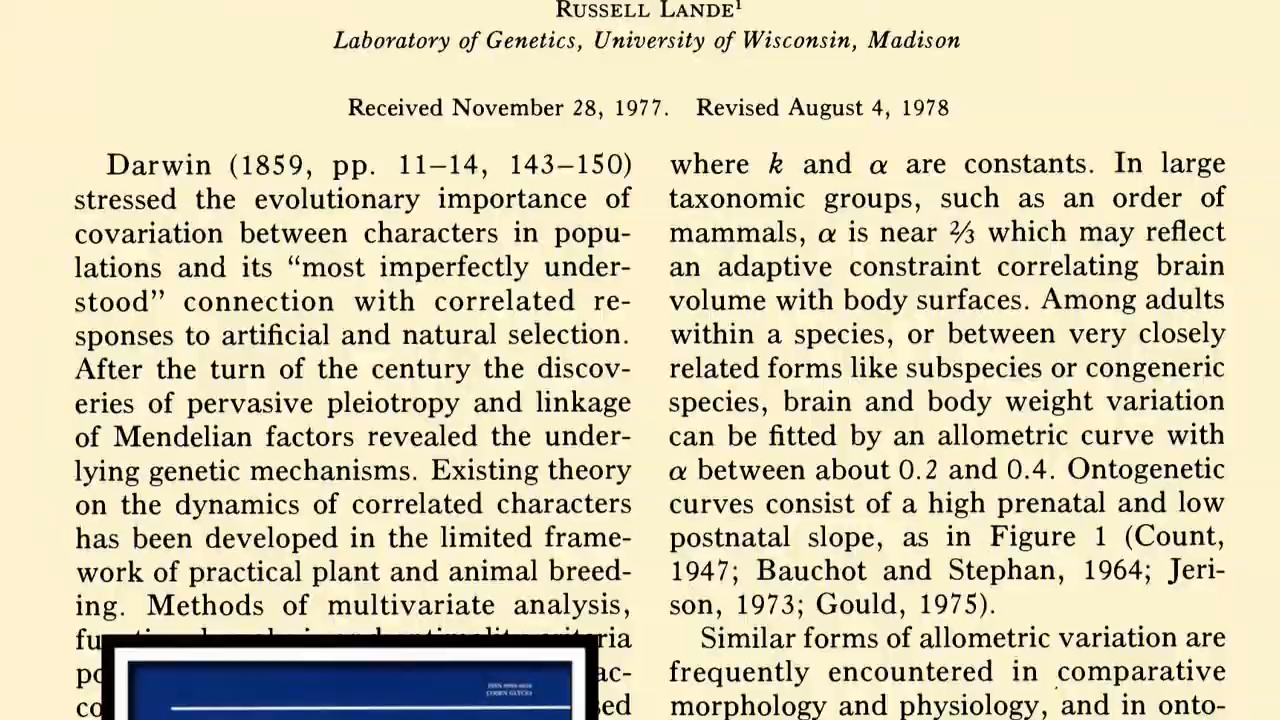 RUSSELL LANDE¹
Laboratory of Genetics, University of Wisconsin, Madison
Received November 28, 1977. Revised August 4, 1978
Darwin (1859, pp. 11–14, 143–150)
stressed the evolutionary importance of
covariation between characters in popu-
lations and its “most imperfectly under-
stood” connection with correlated re-
sponses to artificial and natural selection.
After the turn of the century the discov-
eries of pervasive pleiotropy and linkage
of Mendelian factors revealed the under-
lying genetic mechanisms. Existing theory
on the dynamics of correlated characters
has been developed in the limited frame-
work of practical plant and animal breed-
ing. Methods of multivariate analysis,
where k and α are constants. In large
taxonomic groups, such as an order of
mammals, α is near ⅔ which may reflect
an adaptive constraint correlating brain
volume with body surfaces. Among adults
within a species, or between very closely
related forms like subspecies or congeneric
species, brain and body weight variation
can be fitted by an allometric curve with
α between about 0.2 and 0.4. Ontogenetic
curves consist of a high prenatal and low
postnatal slope, as in Figure 1 (Count,
1947; Bauchot and Stephan, 1964; Jeri-
son, 1973; Gould, 1975).
Similar forms of allometric variation are
frequently encountered in comparative
morphology and physiology, and in onto-